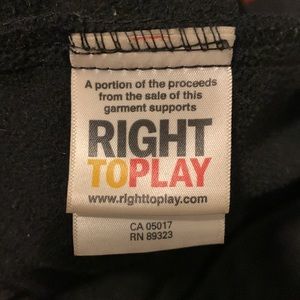 A portion of the proceeds
from the sale of this
garment supports
RIGHT
TOPLAY
www.righttoplay.com
CA 05017
RN 89323